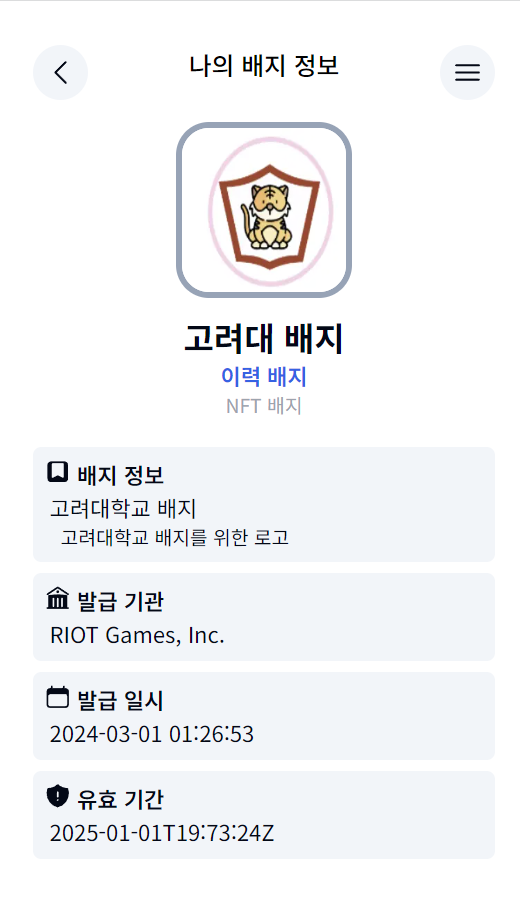 나의 배지 정보
고려대 배지
이력 배지
NFT 배지
배지 정보
고려대학교 배지
고려대학교 배지를 위한 로고
발급 기관
RIOT Games, Inc.
발급 일시
2024-03-01 01:26:53
유효 기간
2025-01-01T19:73:24Z